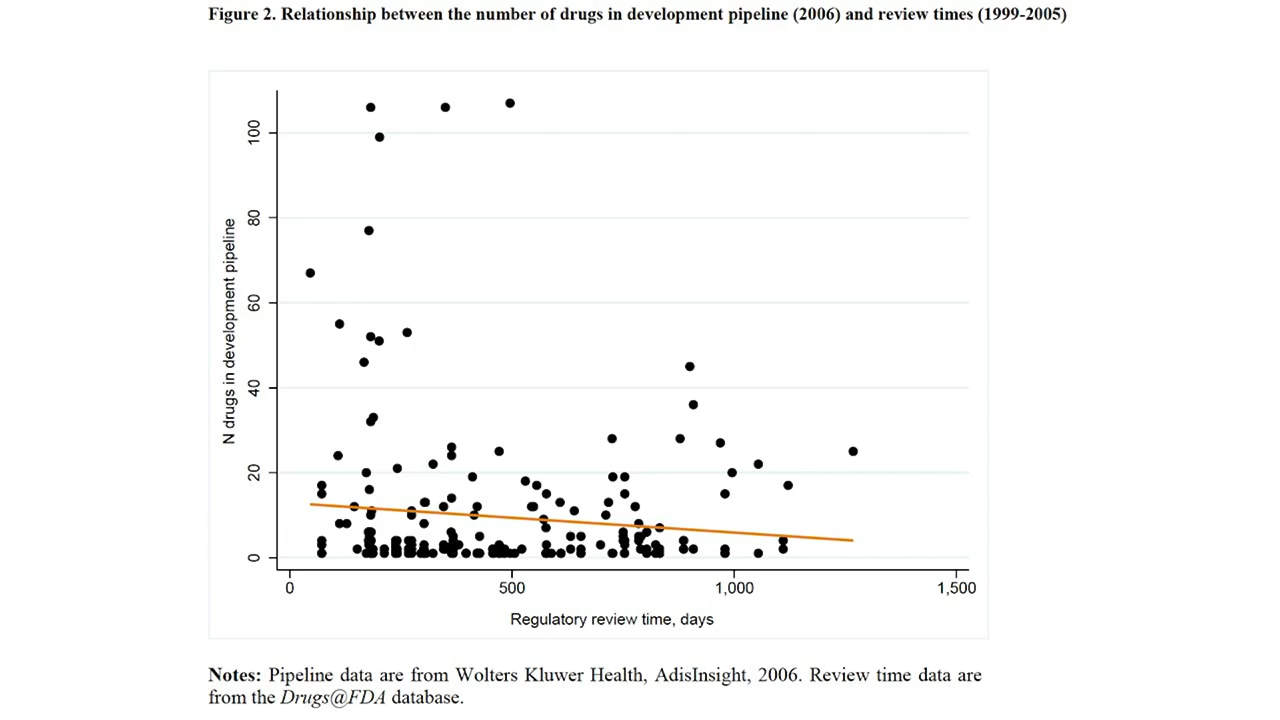 Figure 2. Relationship between the number of drugs in development pipeline (2006) and review times (1999-2005)
N drugs in development pipeline
100
80
60
40
20
0
0 500 1,000 1,500
Regulatory review time, days
Notes: Pipeline data are from Wolters Kluwer Health, AdisInsight, 2006. Review time data are
from the Drugs@FDA database.